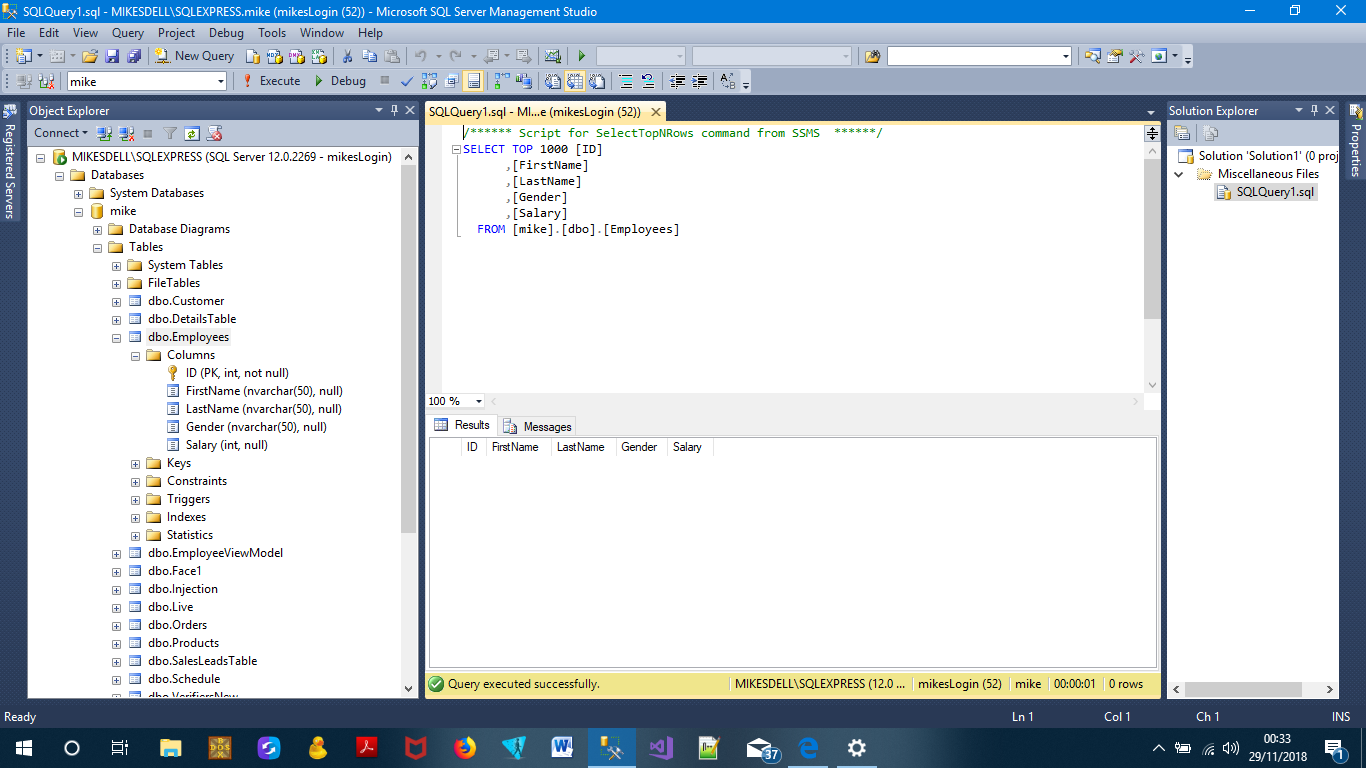 SQLQuery1.sql - MIKESDELL\SQLEXPRESS.mike (mikesLogin (52)) - Microsoft SQL Server Management Studio
File Edit View Query Project Debug Tools Window Help
New Query
mike Execute Debug
Registered Servers
Object Explorer
Connect
MIKESDELL\SQLEXPRESS (SQL Server 12.0.2269 - mikesLogin)
Databases
System Databases
mike
Database Diagrams
Tables
System Tables
FileTables
dbo.Customer
dbo.DetailsTable
dbo.Employees
Columns
ID (PK, int, not null)
FirstName (nvarchar(50), null)
LastName (nvarchar(50), null)
Gender (nvarchar(50), null)
Salary (int, null)
Keys
Constraints
Triggers
Indexes
Statistics
dbo.EmployeeViewModel
dbo.Face1
dbo.Injection
dbo.Live
dbo.Orders
dbo.Products
dbo.SalesLeadsTable
dbo.Schedule
dbo.VerifiersNew
SQLQuery1.sql - MI...e (mikesLogin (52))
/****** Script for SelectTopNRows command from SSMS  ******/
SELECT TOP 1000 [ID]
,[FirstName]
,[LastName]
,[Gender]
,[Salary]
FROM [mike].[dbo].[Employees]
100 %
Results Messages
ID FirstName LastName Gender Salary
Query executed successfully. MIKESDELL\SQLEXPRESS (12.0 ... mikesLogin (52) mike 00:00:01 0 rows
Solution Explorer
Solution 'Solution1' (0 proj
Miscellaneous Files
SQLQuery1.sql
Properties
Ready Ln 1 Col 1 Ch 1 INS
37
00:33
29/11/2018
1